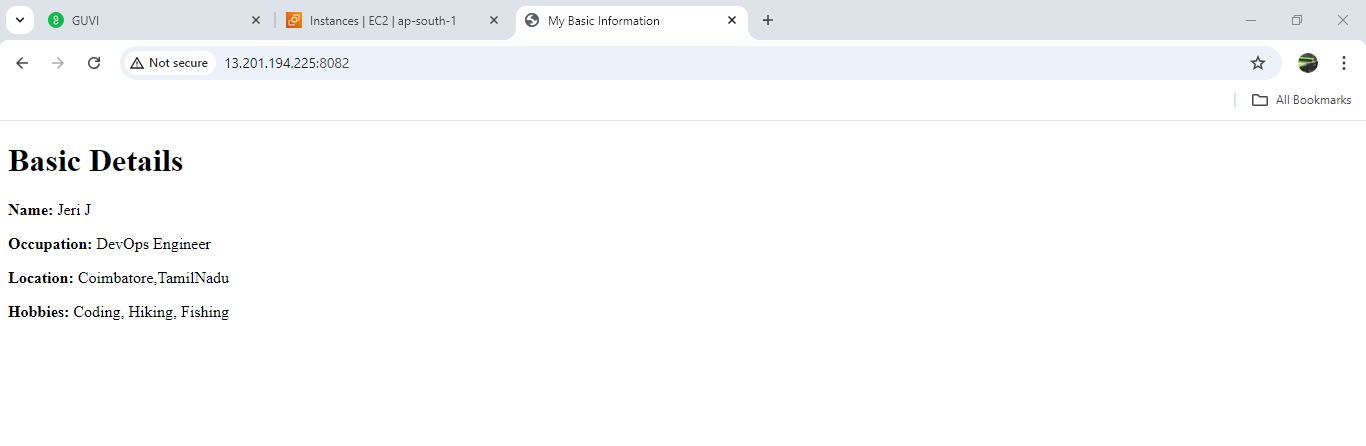 GUVI
Instances | EC2 | ap-south-1
My Basic Information
Not secure
13.201.194.225:8082
All Bookmarks
Basic Details
Name: Jeri J
Occupation: DevOps Engineer
Location: Coimbatore,TamilNadu
Hobbies: Coding, Hiking, Fishing